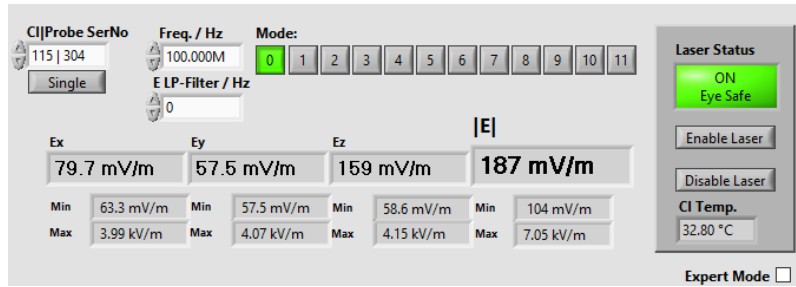 CI|Probe SerNo Freq. / Hz Mode:
115 | 304 100.000M 0 1 2 3 4 5 6 7 8 9 10 11
Single E LP-Filter / Hz
0
Ex Ey Ez |E|
79.7 mV/m 57.5 mV/m 159 mV/m 187 mV/m
Min 63.3 mV/m Min 57.5 mV/m Min 58.6 mV/m Min 104 mV/m
Max 3.99 kV/m Max 4.07 kV/m Max 4.15 kV/m Max 7.05 kV/m
Laser Status
ON
Eye Safe
Enable Laser
Disable Laser
CI Temp.
32.80 °C
Expert Mode